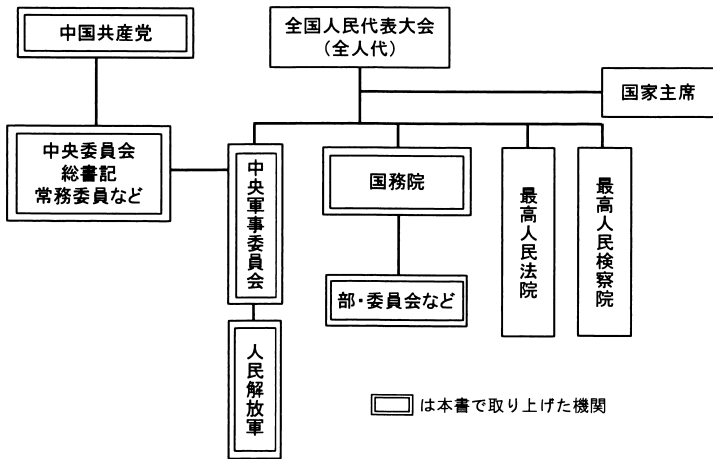 中国共産党
全国人民代表大会
(全人代)
国家主席
中央委員会
総書記
常務委員など
中央軍事委員会
国務院
最高人民法院
最高人民検察院
部・委員会など
人民解放軍
は本書で取り上げた機関